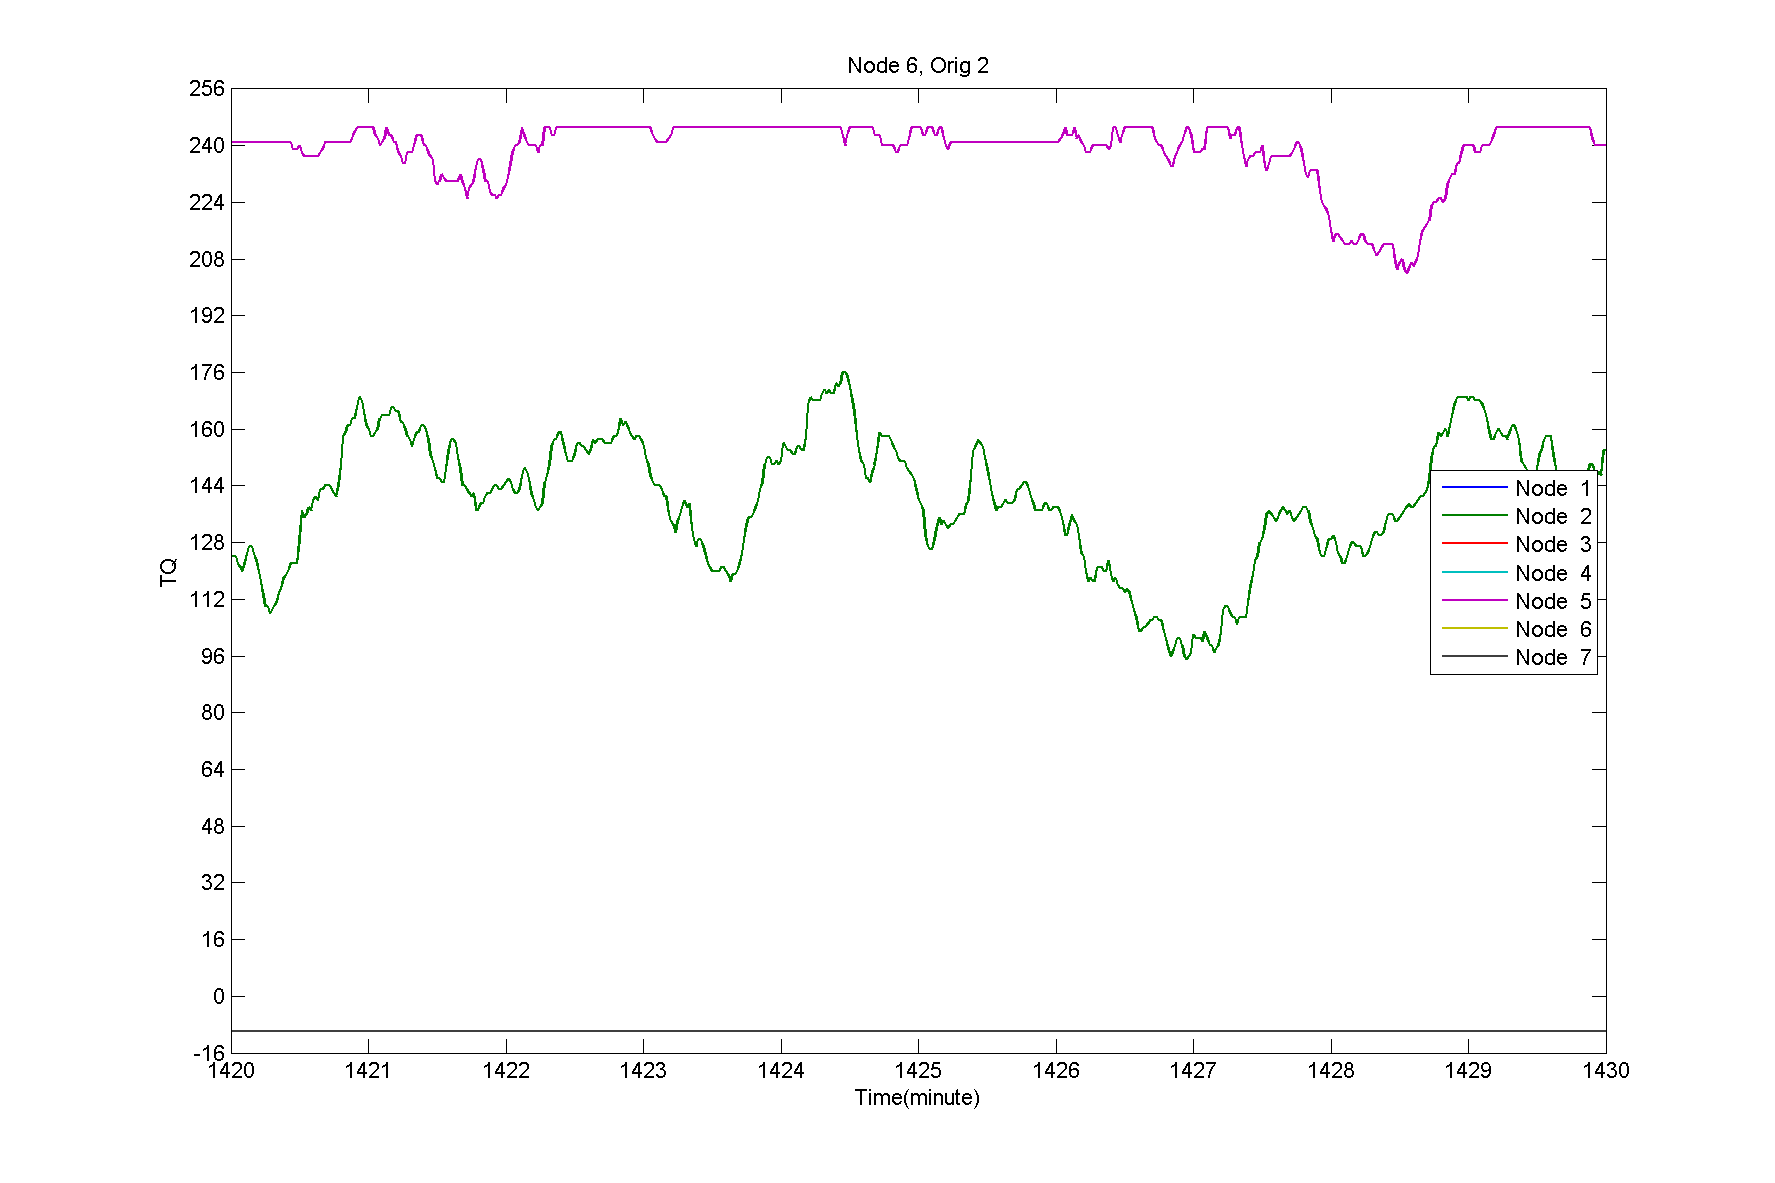 Node 6, Orig 2
256
240
224
208
192
176
160
144
128
112
96
80
64
48
32
16
0
-16
TQ
Node 1
Node 2
Node 3
Node 4
Node 5
Node 6
Node 7
1420 1421 1422 1423 1424 1425 1426 1427 1428 1429 1430
Time(minute)